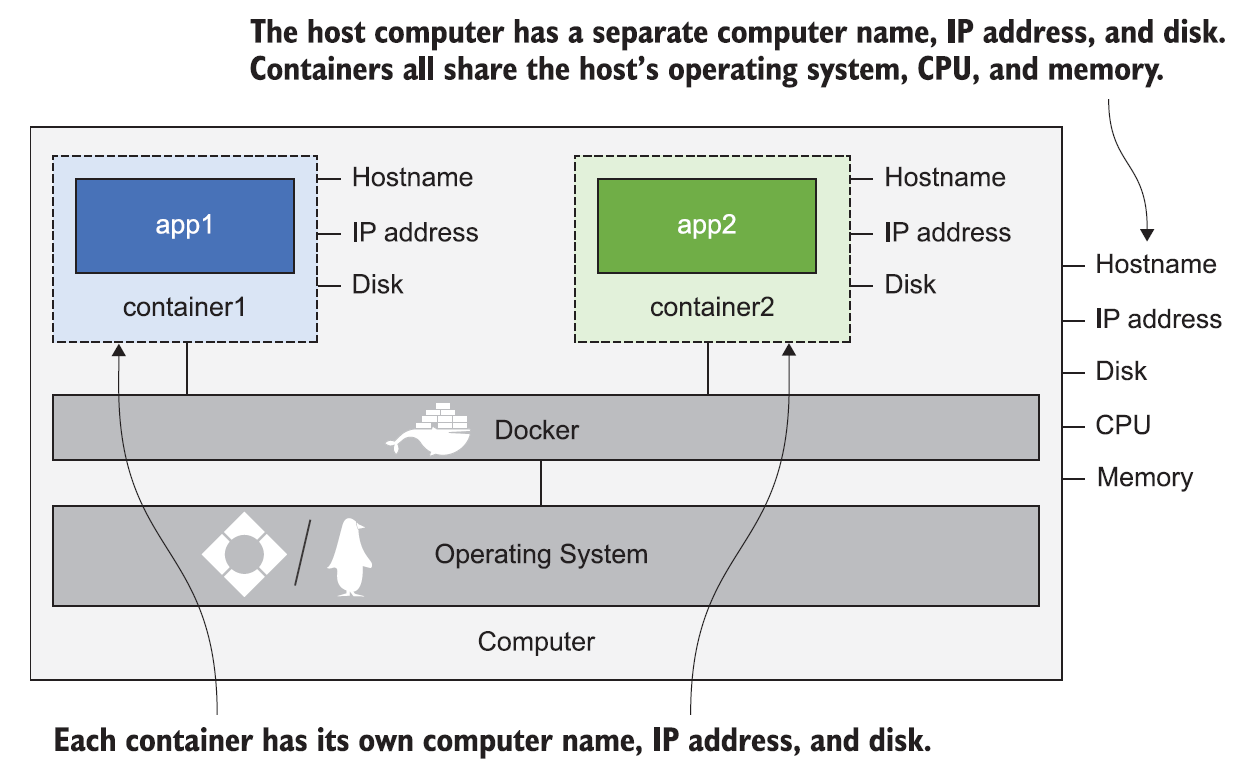 The host computer has a separate computer name, IP address, and disk.
Containers all share the host's operating system, CPU, and memory.
app1
container1
Hostname
IP address
Disk
app2
container2
Hostname
IP address
Disk
Hostname
IP address
Disk
CPU
Memory
Docker
Operating System
Computer
Each container has its own computer name, IP address, and disk.